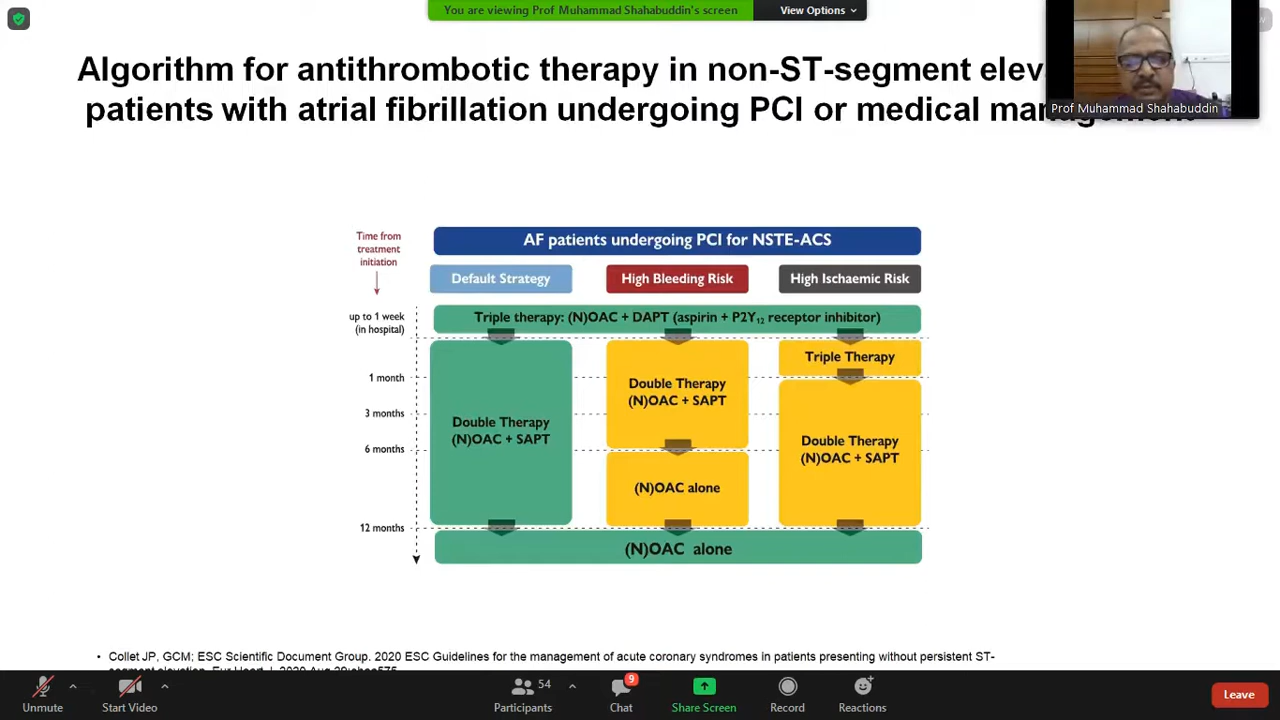 You are viewing Prof Muhammad Shahabuddin's screen
View Options
Algorithm for antithrombotic therapy in non-ST-segment
patients with atrial fibrillation undergoing PCI or medical
Prof Muhammad Shahabuddin
AF patients undergoing PCI for NSTE-ACS
Time from
treatment
initiation
Default Strategy
High Bleeding Risk
High Ischaemic Risk
up to 1 week
(in hospital)
Triple therapy: (N)OAC + DAPT (aspirin + P2Y12 receptor inhibitor)
Triple Therapy
1 month
Double Therapy
(N)OAC + SAPT
3 months
Double Therapy
(N)OAC + SAPT
Double Therapy
(N)OAC + SAPT
6 months
(N)OAC alone
12 months
(N)OAC alone
• Collet JP, GCM; ESC Scientific Document Group. 2020 ESC Guidelines for the management of acute coronary syndromes in patients presenting without persistent ST-
Unmute
Start Video
54
Participants
9
Chat
Share Screen
Record
Reactions
Leave